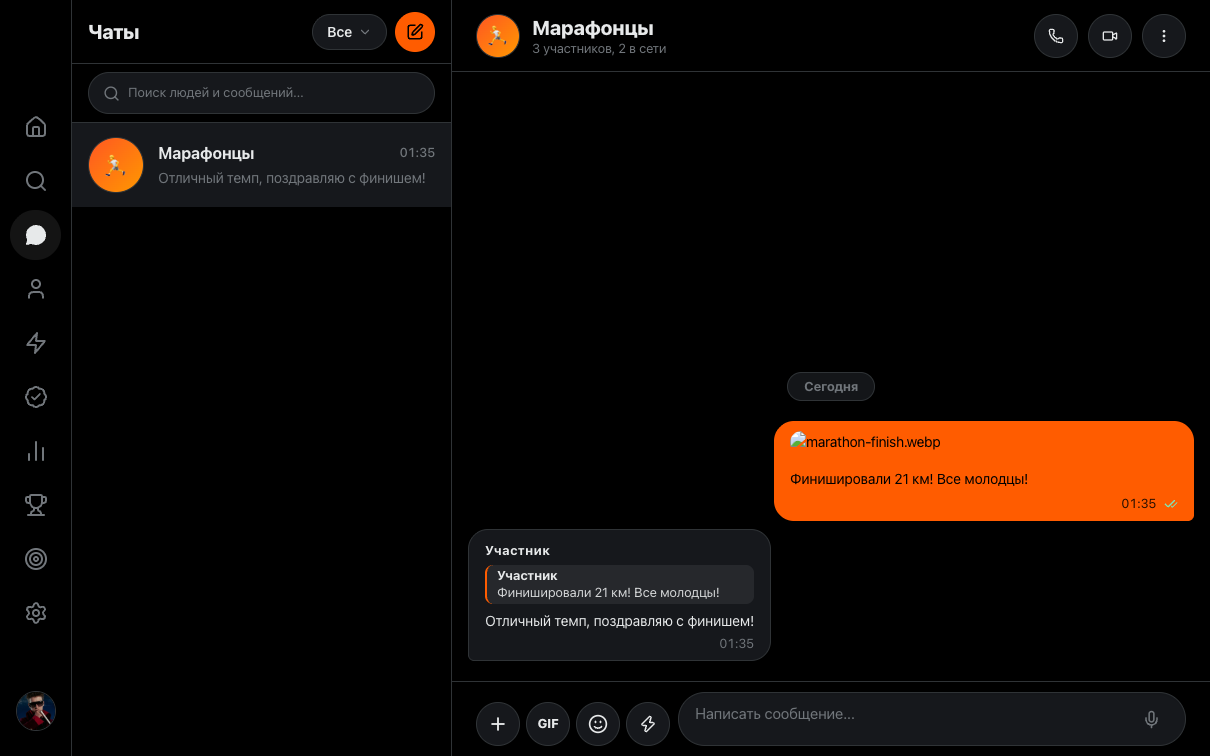 Чаты
Все
Поиск людей и сообщений...
Марафонцы
01:35
Отличный темп, поздравляю с финишем!
Марафонцы
3 участников, 2 в сети
Сегодня
marathon-finish.webp
Финишировали 21 км! Все молодцы!
01:35
Участник
Участник
Финишировали 21 км! Все молодцы!
Отличный темп, поздравляю с финишем!
01:35
GIF
Написать сообщение...